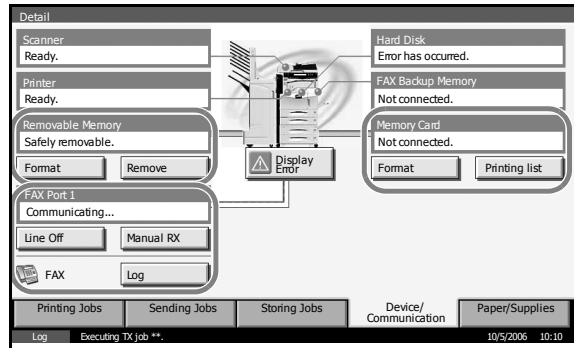 Detail
Scanner
Ready.
Hard Disk
Error has occurred.
Printer
Ready.
FAX Backup Memory
Not connected.
Removable Memory
Safely removable.
Format
Remove
Display
Error
Memory Card
Not connected.
Format
Printing list
FAX Port 1
Communicating...
Line Off
Manual RX
FAX
Log
Printing Jobs
Sending Jobs
Storing Jobs
Device/
Communication
Paper/Supplies
Log
Executing TX job **.
10/5/2006 10:10